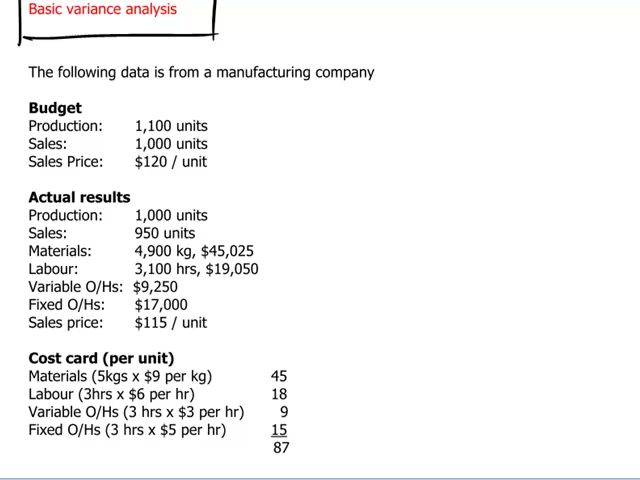 Basic variance analysis
The following data is from a manufacturing company
Budget
Production: 1,100 units
Sales: 1,000 units
Sales Price: $120 / unit
Actual results
Production: 1,000 units
Sales: 950 units
Materials: 4,900 kg, $45,025
Labour: 3,100 hrs, $19,050
Variable O/Hs: $9,250
Fixed O/Hs: $17,000
Sales price: $115 / unit
Cost card (per unit)
Materials (5kgs x $9 per kg) 45
Labour (3hrs x $6 per hr) 18
Variable O/Hs (3 hrs x $3 per hr) 9
Fixed O/Hs (3 hrs x $5 per hr) 15
87